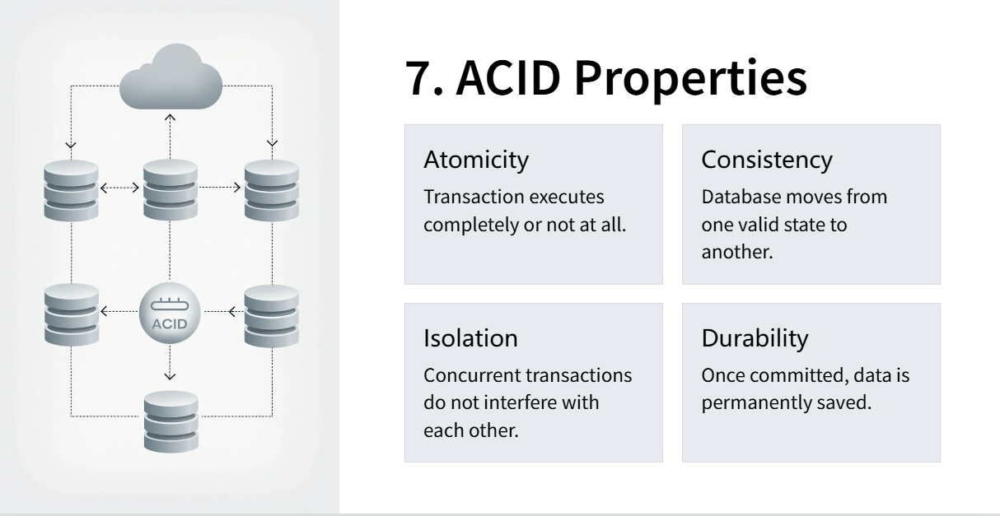 ACID
7. ACID Properties
Atomicity
Transaction executes
completely or not at all.
Consistency
Database moves from
one valid state to
another.
Isolation
Concurrent transactions
do not interfere with
each other.
Durability
Once committed, data is
permanently saved.